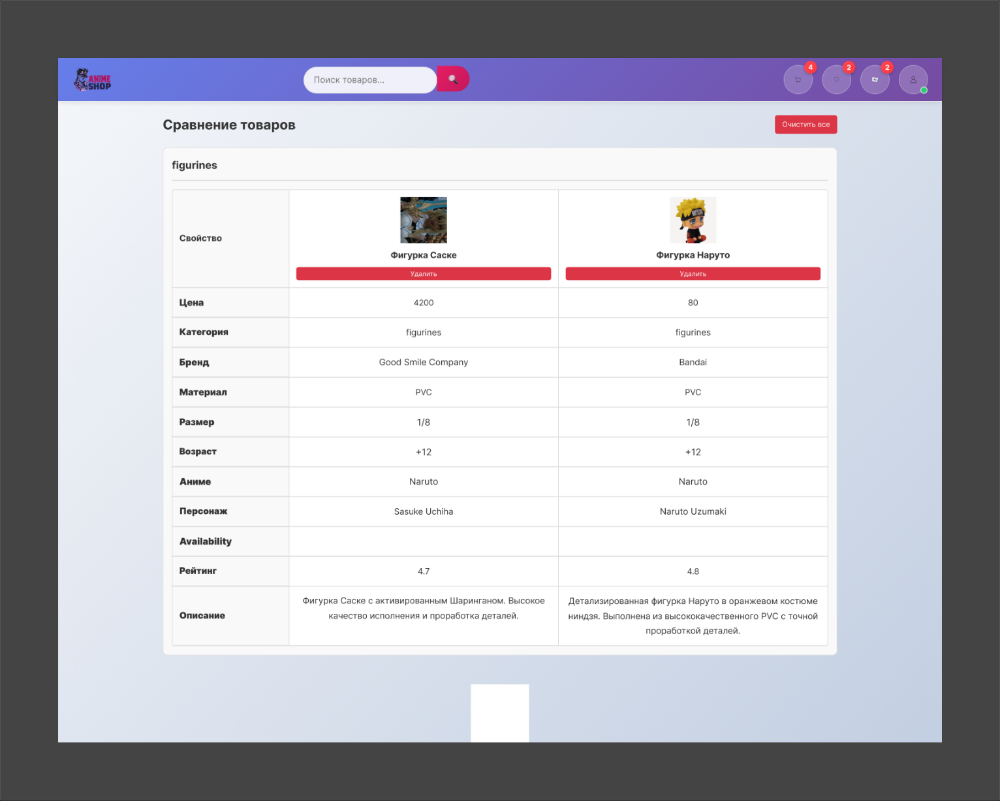 ANIME
SHOP
Поиск товаров...
4
2
2
Сравнение товаров
Очистить все
figurines
Свойство
Фигурка Саске
Фигурка Наруто
Удалить
Удалить
Цена
4200
80
Категория
figurines
figurines
Бренд
Good Smile Company
Bandai
Материал
PVC
PVC
Размер
1/8
1/8
Возраст
+12
+12
Аниме
Naruto
Naruto
Персонаж
Sasuke Uchiha
Naruto Uzumaki
Availability
Рейтинг
4.7
4.8
Описание
Фигурка Саске с активированным Шаринганом. Высокое
качество исполнения и проработка деталей.
Детализированная фигурка Наруто в оранжевом костюме
ниндзя. Выполнена из высококачественного PVC с точной
проработкой деталей.